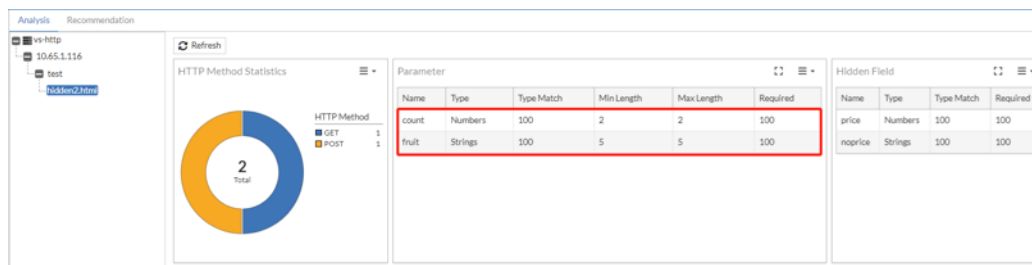 Analysis Recommendation
vs-http
10.65.1.116
test
hidden2.html
Refresh
HTTP Method Statistics
HTTP Method
GET 1
POST 1
2
Total
Parameter
Name Type Type Match Min Length Max Length Required
count Numbers 100 2 2 100
fruit Strings 100 5 5 100
Hidden Field
Name Type Type Match Required
price Numbers 100 100
noprice Strings 100 100